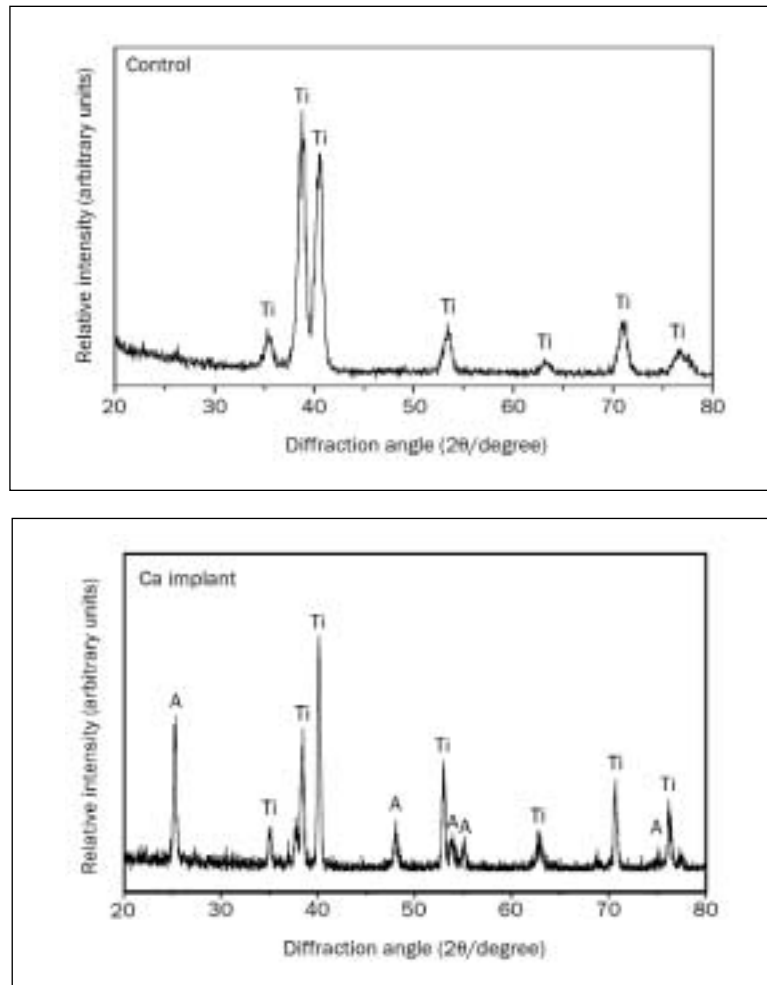 Control
Ti
Ti
Ti
Ti
Ti
Ti
Ti
Relative intensity (arbitrary units)
20 30 40 50 60 70 80
Diffraction angle (2θ/degree)
Ca implant
Ti
A
Ti
Ti
Ti
A
A
A
Ti
Ti
A
Ti
Relative intensity (arbitrary units)
20 30 40 50 60 70 80
Diffraction angle (2θ/degree)